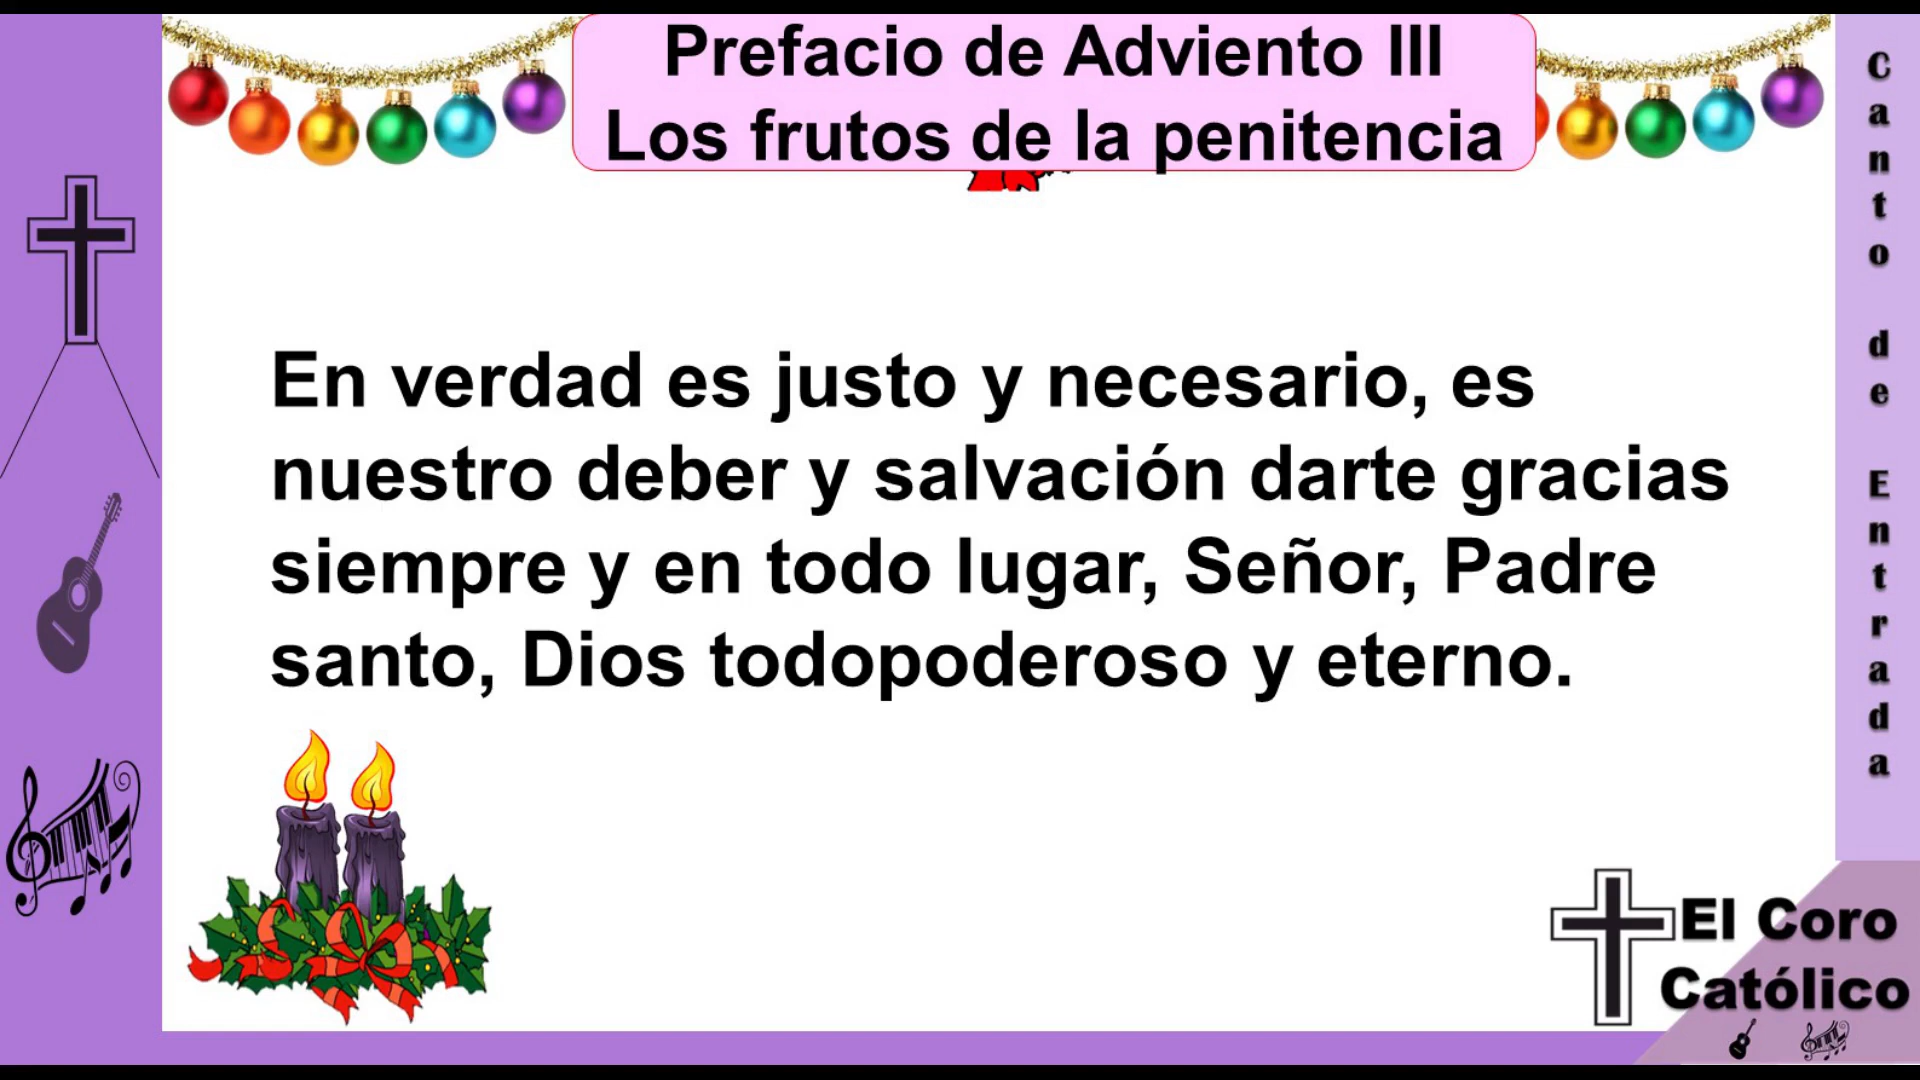 Prefacio de Adviento III
Los frutos de la penitencia
En verdad es justo y necesario, es
nuestro deber y salvación darte gracias
siempre y en todo lugar, Señor, Padre
santo, Dios todopoderoso y eterno.
Canto de Entrada
El Coro
Católico